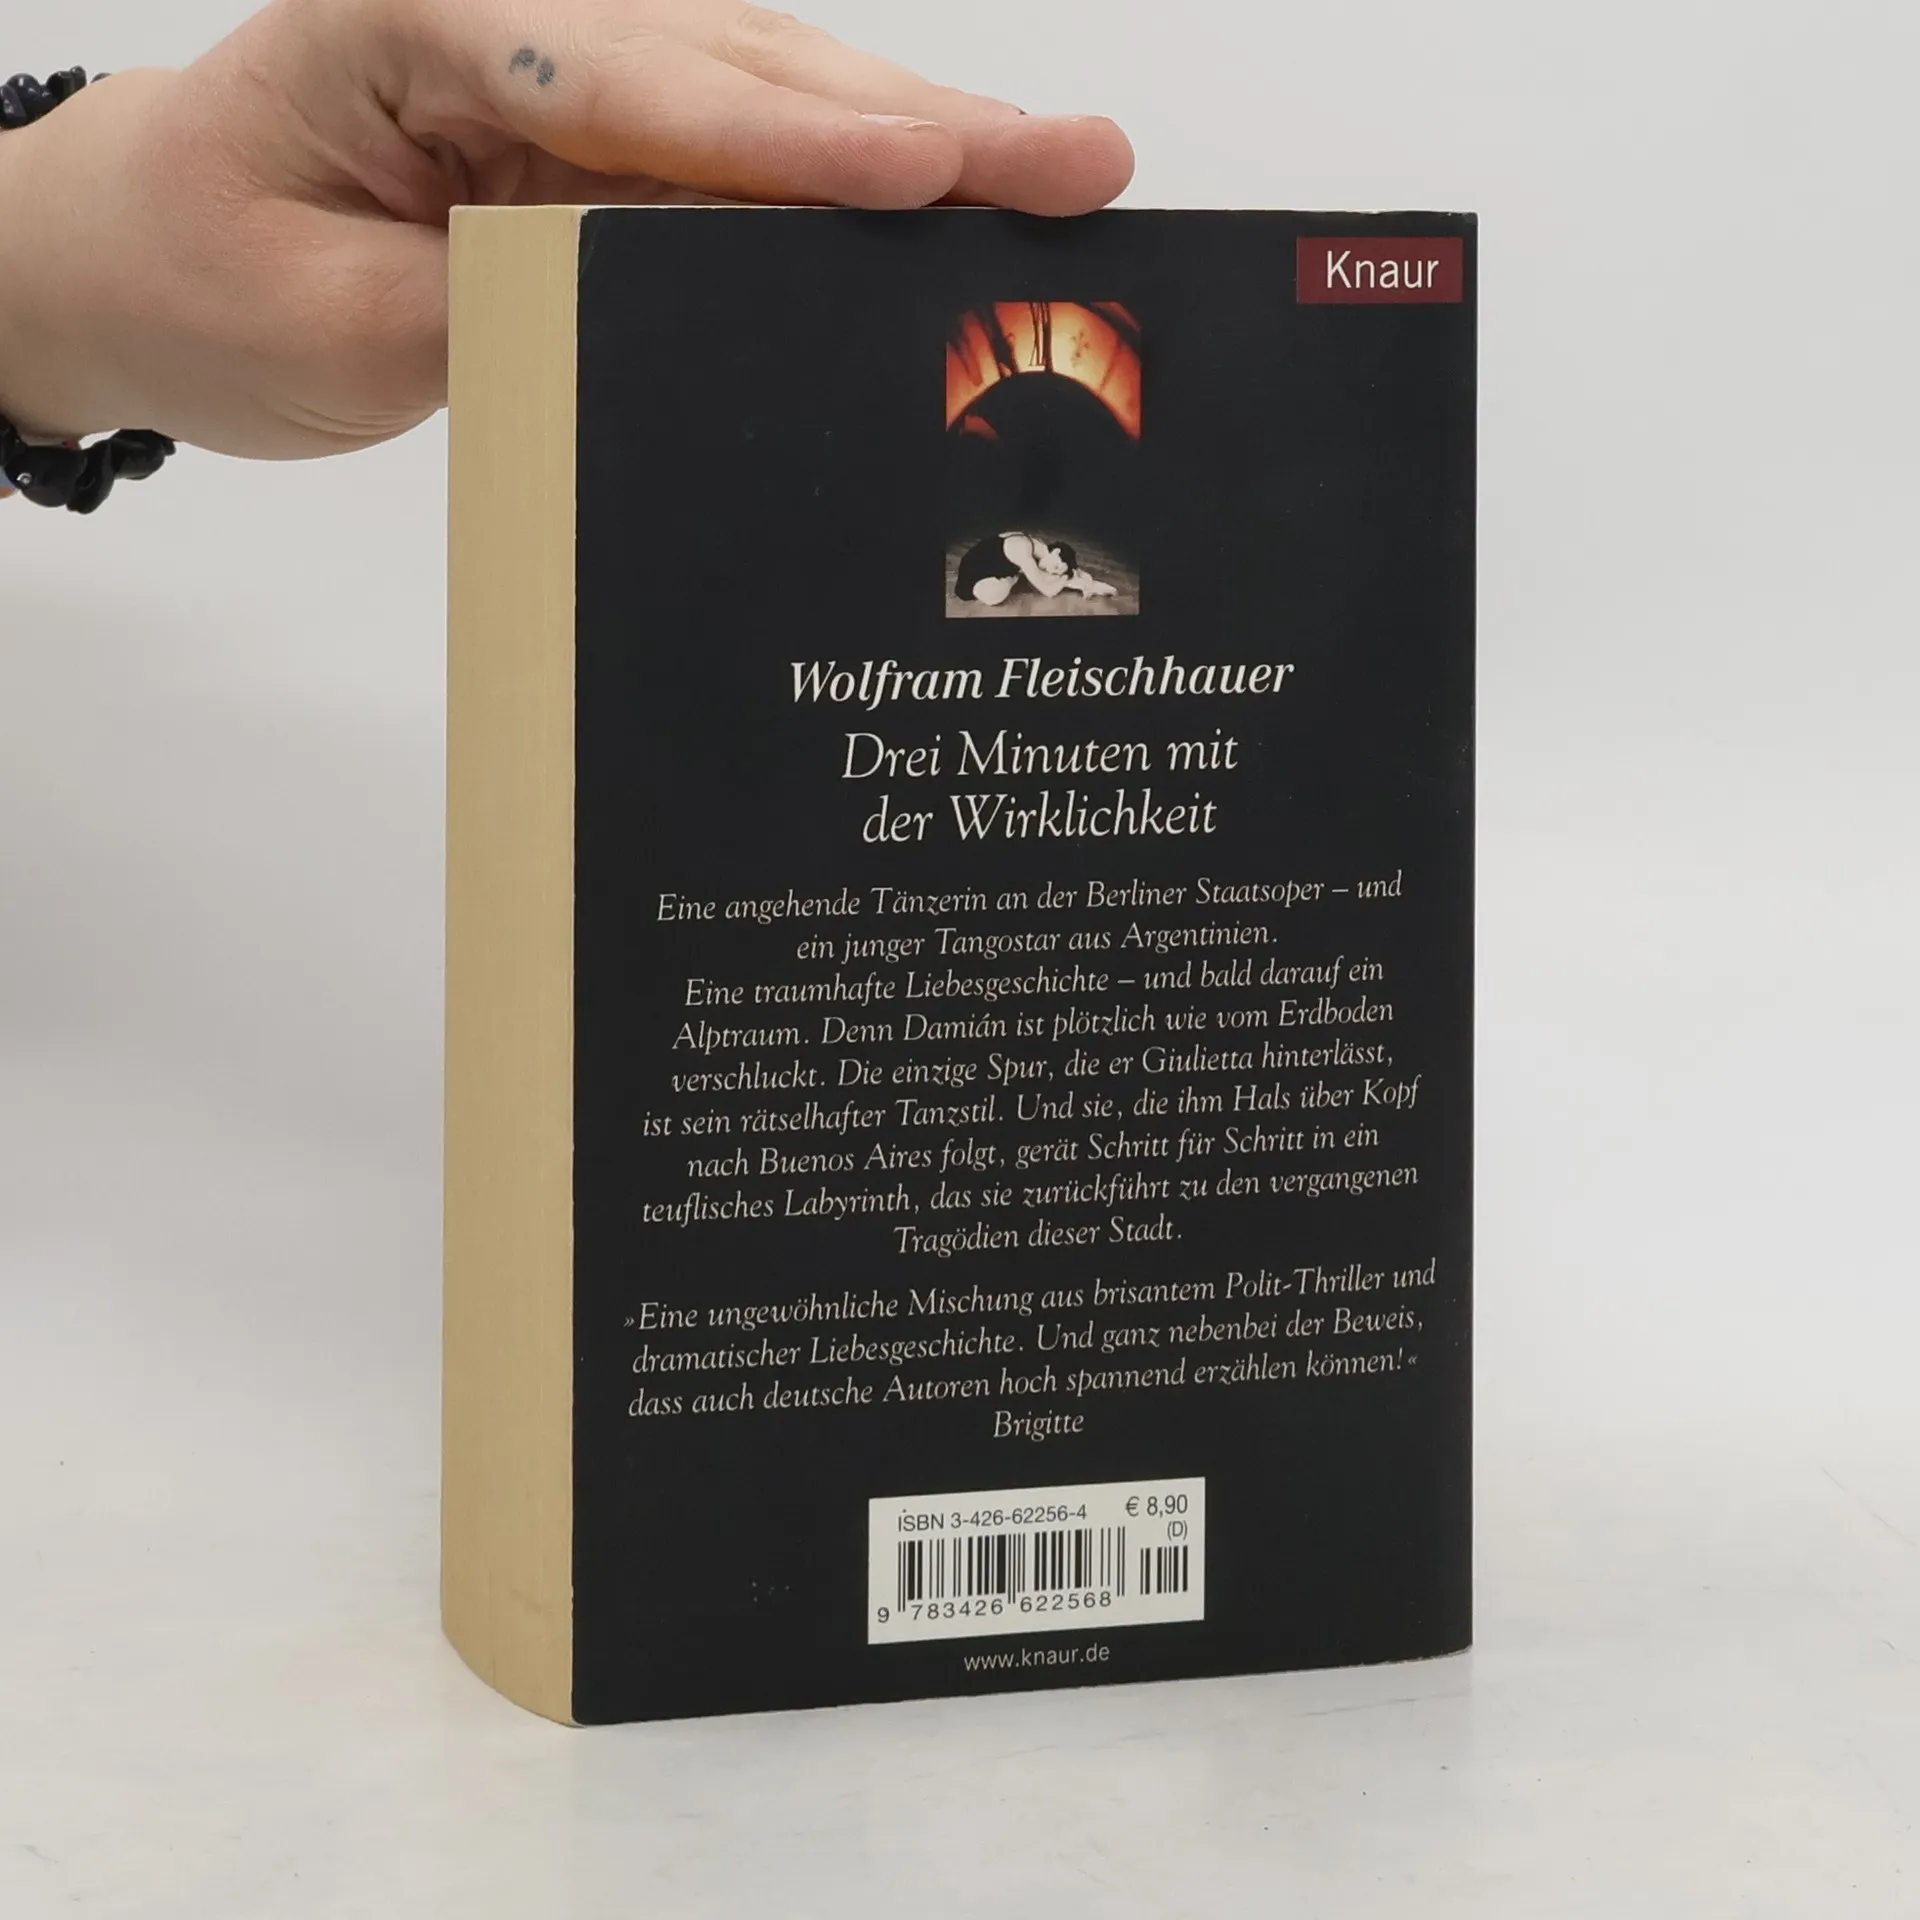 Knaur
Wolfram Fleischhauer
Drei Minuten mit
der Wirklichkeit
Eine angehende Tänzerin an der Berliner Staatsoper – und
ein junger Tangostar aus Argentinien.
Eine traumhafte Liebesgeschichte – und bald darauf ein
Alptraum. Denn Damián ist plötzlich wie vom Erdboden
verschluckt. Die einzige Spur, die er Giulietta hinterlässt,
ist sein rätselhafter Tanzstil. Und sie, die ihm Hals über Kopf
nach Buenos Aires folgt, gerät Schritt für Schritt in ein
teuflisches Labyrinth, das sie zurückführt zu den vergangenen
Tragödien dieser Stadt.
»Eine ungewöhnliche Mischung aus brisantem Polit-Thriller und
dramatischer Liebesgeschichte. Und ganz nebenbei der Beweis,
dass auch deutsche Autoren hoch spannend erzählen können!«
Brigitte
ISBN 3-426-62256-4 € 8,90
(D)
9 783426 622568
www.knaur.de